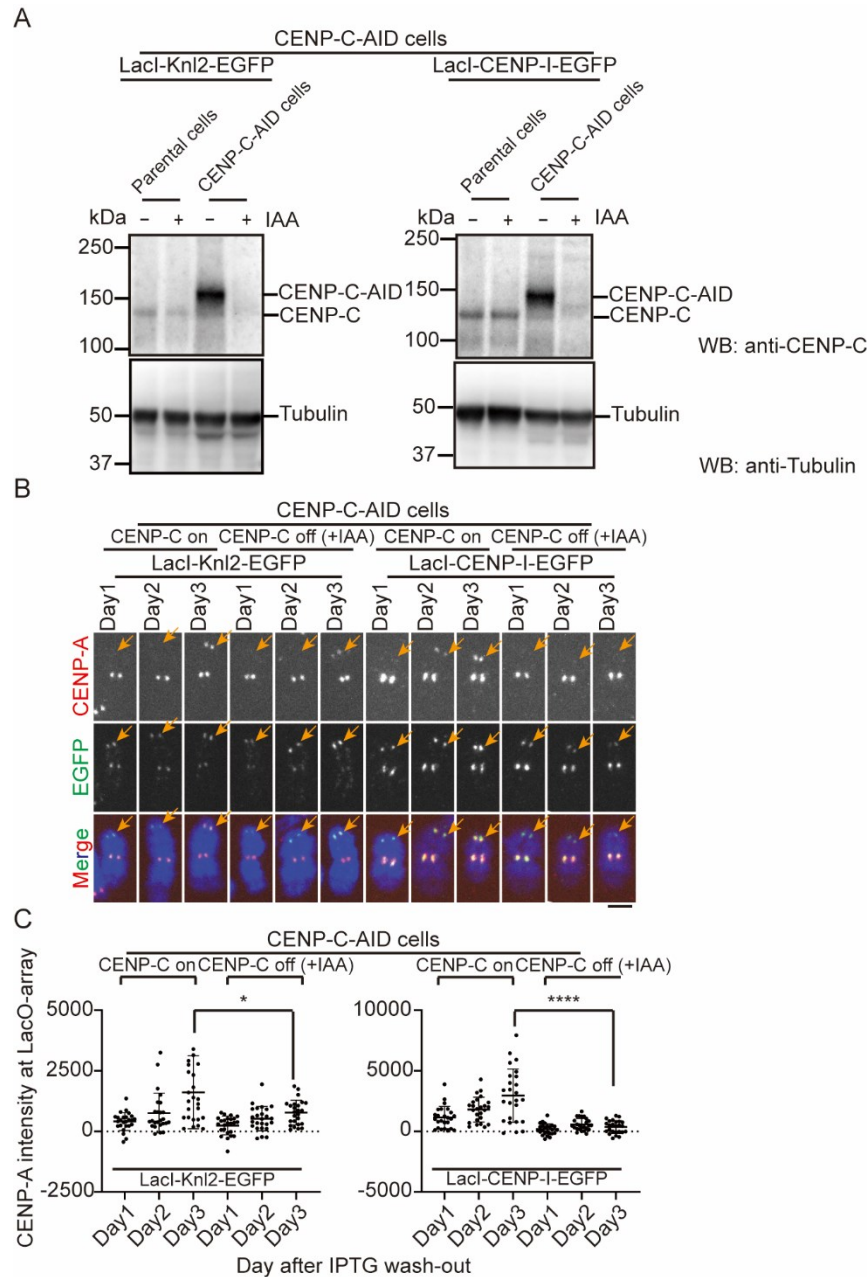 A
CENP-C-AID cells
LacI-Knl2-EGFP LacI-CENP-I-EGFP
Parental cells CENP-C-AID cells Parental cells CENP-C-AID cells
kDa − + − + IAA kDa − + − + IAA
250 250
150 CENP-C-AID 150 CENP-C-AID
CENP-C CENP-C
100 100 WB: anti-CENP-C
50 Tubulin 50 Tubulin
37 37 WB: anti-Tubulin
B
CENP-C-AID cells
CENP-C on CENP-C off (+IAA) CENP-C on CENP-C off (+IAA)
LacI-Knl2-EGFP LacI-CENP-I-EGFP
Day1 Day2 Day3 Day1 Day2 Day3 Day1 Day2 Day3 Day1 Day2 Day3
CENP-A
EGFP
Merge
C
CENP-C-AID cells
CENP-C on CENP-C off (+IAA) CENP-C on CENP-C off (+IAA)
CENP-A intensity at LacO-array
5000 * 10000 ****
2500 5000
0 0
-2500 LacI-Knl2-EGFP -5000 LacI-CENP-I-EGFP
Day1 Day2 Day3 Day1 Day2 Day3 Day1 Day2 Day3 Day1 Day2 Day3
Day after IPTG wash-out